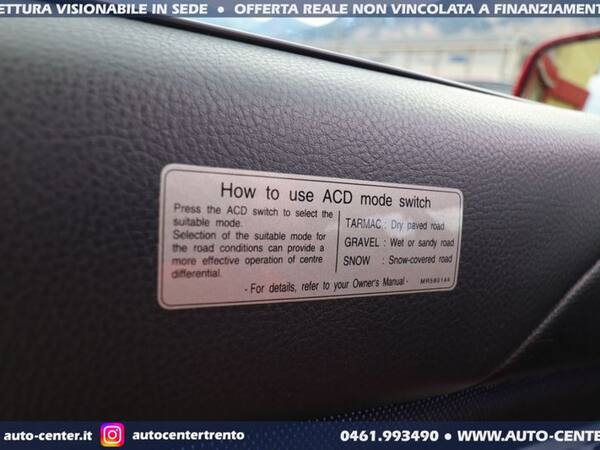 ETTURA VISIONABILE IN SEDE • OFFERTA REALE NON VINCOLATA A FINANZIAMEN
How to use ACD mode switch
Press the ACD switch to select the
suitable mode.
Selection of the suitable mode for
the road conditions can provide a
more effective operation of centre
differential.
TARMAC : Dry paved road
GRAVEL : Wet or sandy road
SNOW : Snow-covered road
- For details, refer to your Owner's Manual -
auto-center.it autocentertrento 0461.993490 • WWW.AUTO-CENTE